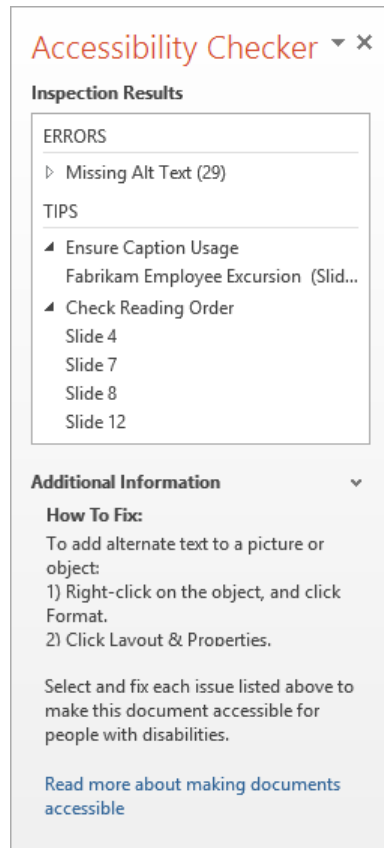 Accessibility Checker
Inspection Results
ERRORS
Missing Alt Text (29)
TIPS
Ensure Caption Usage
Fabrikam Employee Excursion (Slid...
Check Reading Order
Slide 4
Slide 7
Slide 8
Slide 12
Additional Information
How To Fix:
To add alternate text to a picture or
object:
1) Right-click on the object, and click
Format.
2) Click Layout & Properties.
Select and fix each issue listed above to
make this document accessible for
people with disabilities.
Read more about making documents
accessible